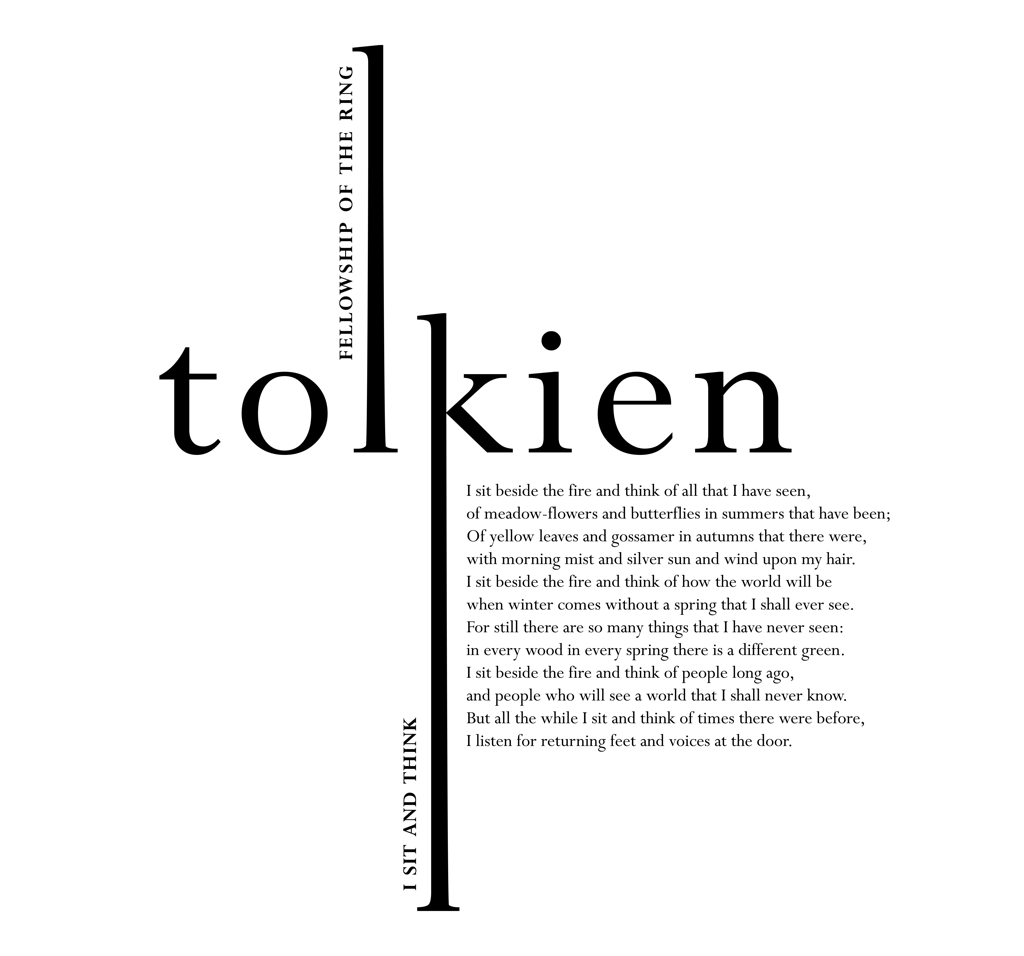 FELLOWSHIP OF THE RING
tolkien
I sit beside the fire and think of all that I have seen,
of meadow-flowers and butterflies in summers that have been;
Of yellow leaves and gossamer in autumns that there were,
with morning mist and silver sun and wind upon my hair.
I sit beside the fire and think of how the world will be
when winter comes without a spring that I shall ever see.
For still there are so many things that I have never seen:
in every wood in every spring there is a different green.
I sit beside the fire and think of people long ago,
and people who will see a world that I shall never know.
But all the while I sit and think of times there were before,
I listen for returning feet and voices at the door.
I SIT AND THINK